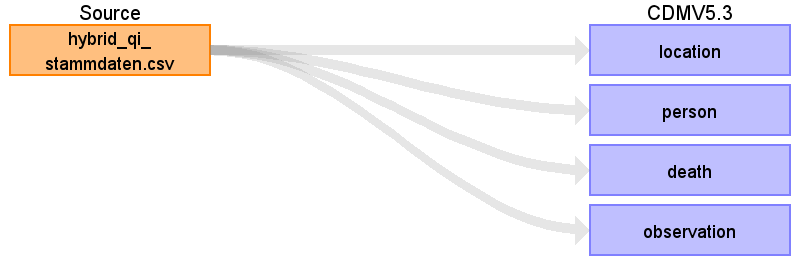 Source
CDMV5.3
hybrid_qi_
stammdaten.csv
location
person
death
observation